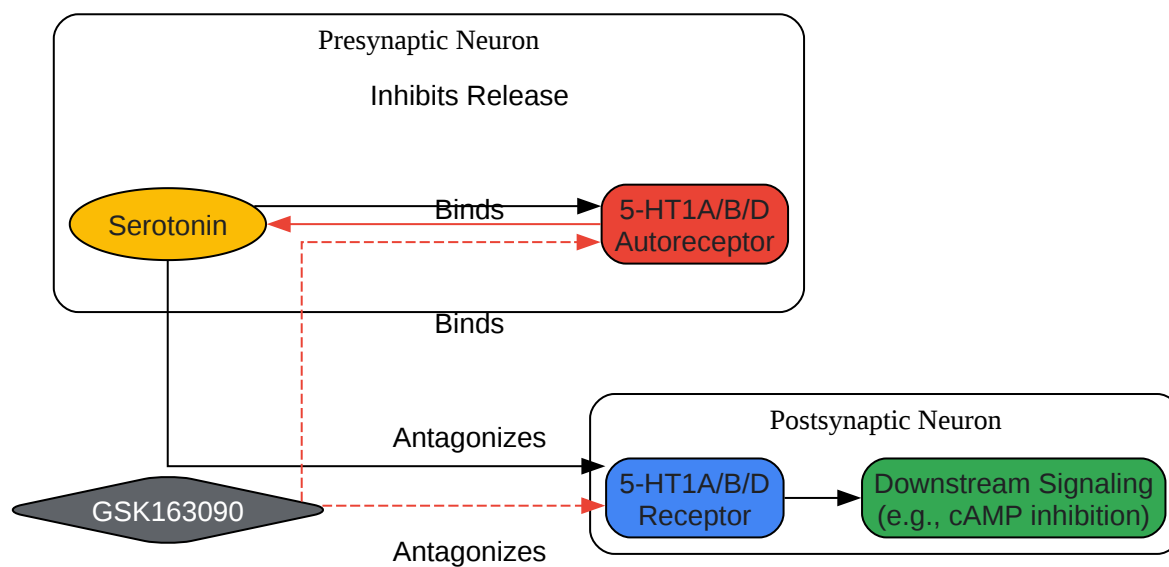 Presynaptic Neuron
Inhibits Release
Serotonin
Binds
5-HT1A/B/D
Autoreceptor
Binds
Antagonizes
Postsynaptic Neuron
GSK163090
5-HT1A/B/D
Receptor
Downstream Signaling
(e.g., cAMP inhibition)
Antagonizes